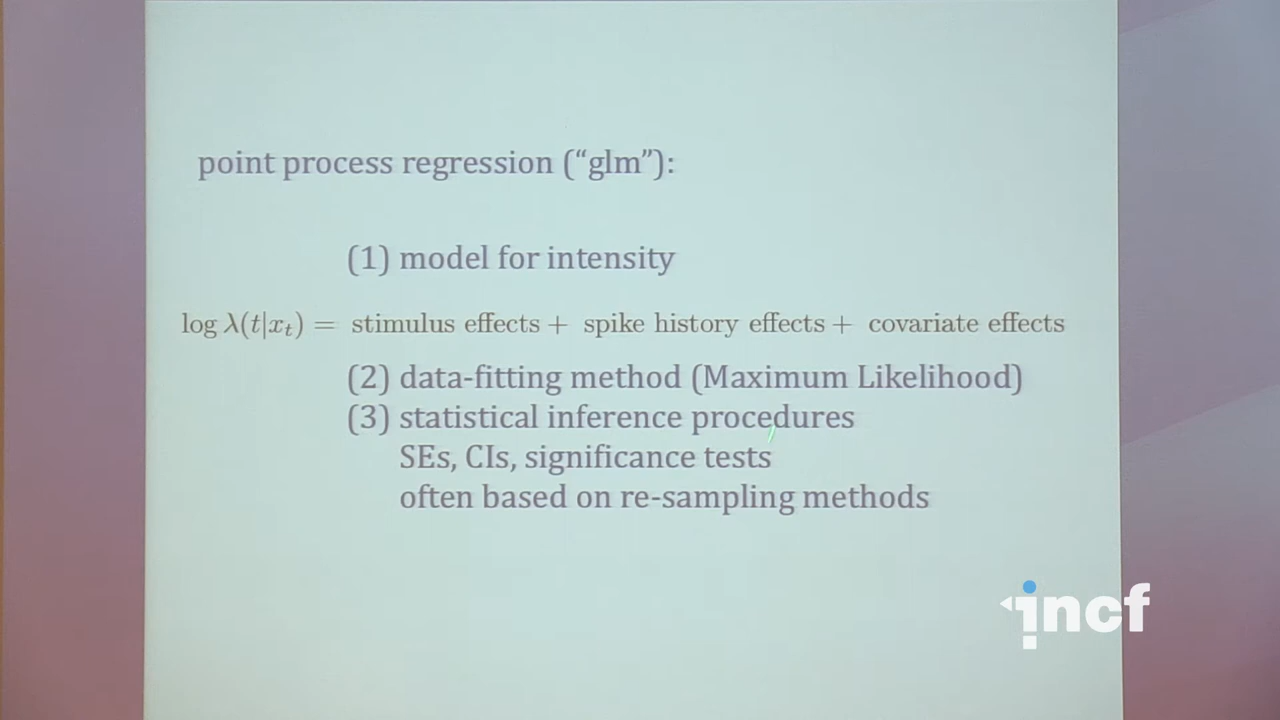 point process regression (“glm”):
(1) model for intensity
log λ(t|xₜ) = stimulus effects + spike history effects + covariate effects
(2) data-fitting method (Maximum Likelihood)
(3) statistical inference procedures
SEs, CIs, significance tests
often based on re-sampling methods
incf